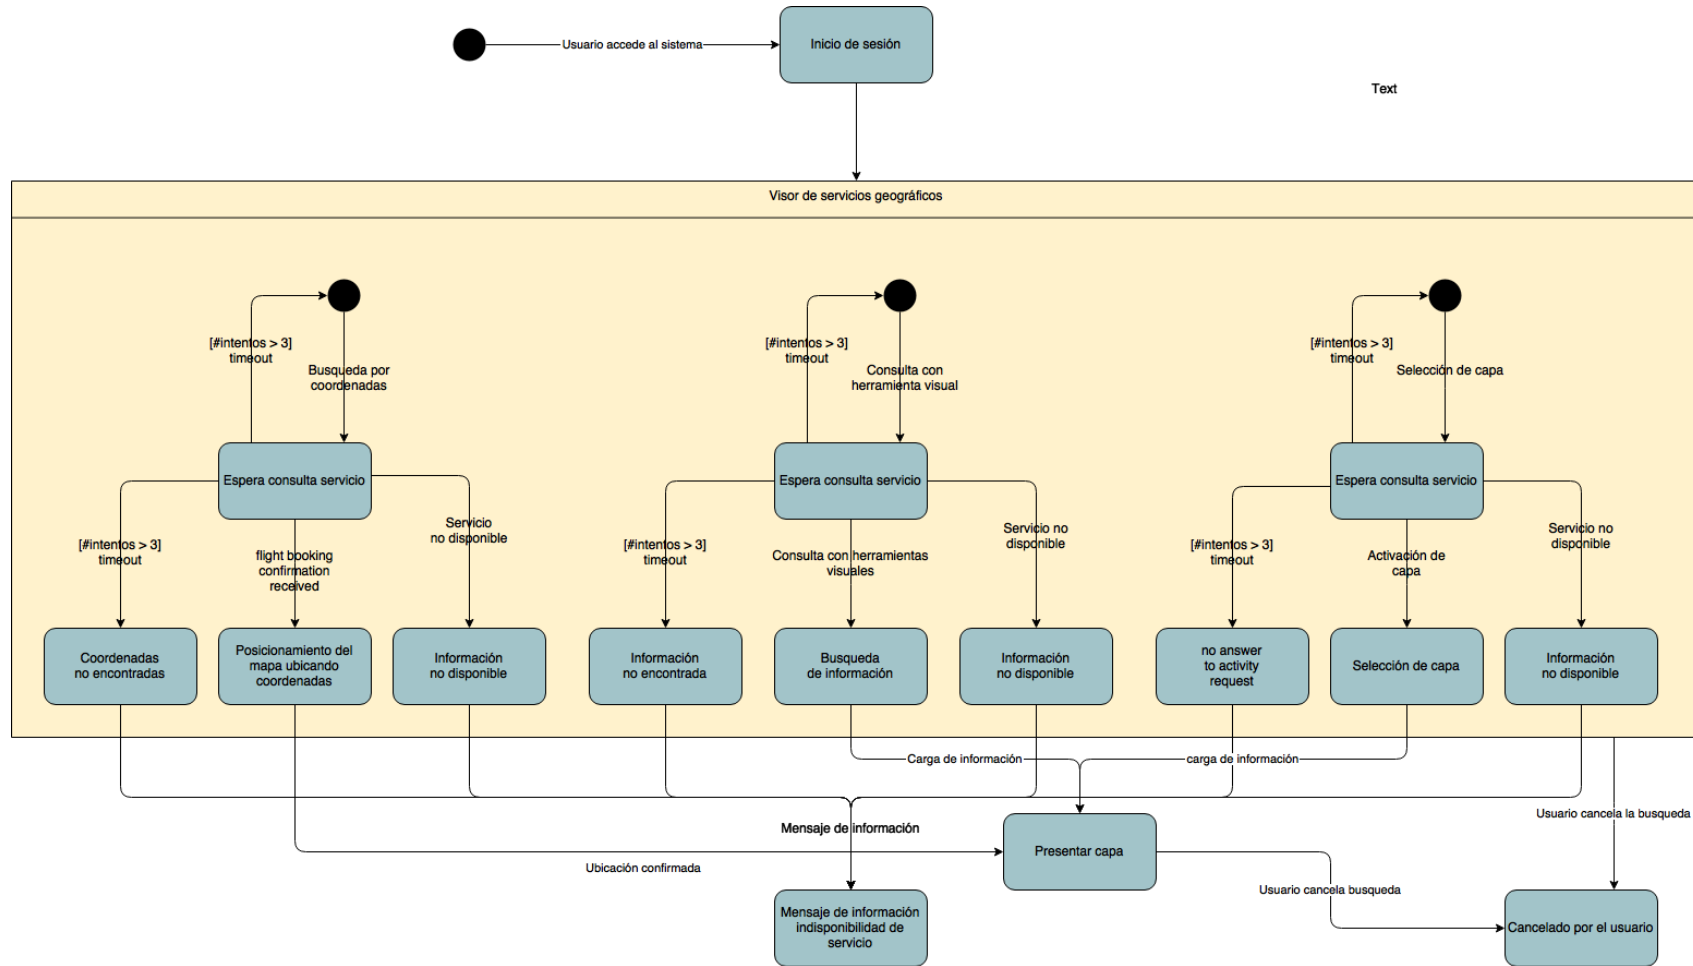 Usuario accede al sistema
Inicio de sesión
Text
Visor de servicios geográficos
[#intentos > 3]
timeout
Busqueda por
coordenadas
[#intentos > 3]
timeout
Consulta con
herramienta visual
[#intentos > 3]
timeout
Selección de capa
Espera consulta servicio
Espera consulta servicio
Espera consulta servicio
[#intentos > 3]
timeout
flight booking
confirmation
received
Servicio
no disponible
[#intentos > 3]
timeout
Consulta con herramientas
visuales
Servicio no
disponible
[#intentos > 3]
timeout
Activación de
capa
Servicio no
disponible
Coordenadas
no encontradas
Posicionamiento del
mapa ubicando
coordenadas
Información
no disponible
Información
no encontrada
Busqueda
de información
Información
no disponible
no answer
to activity
request
Selección de capa
Información
no disponible
Carga de información
carga de información
Usuario cancela la busqueda
Mensaje de información
Presentar capa
Ubicación confirmada
Usuario cancela busqueda
Mensaje de información
indisponibilidad de
servicio
Cancelado por el usuario